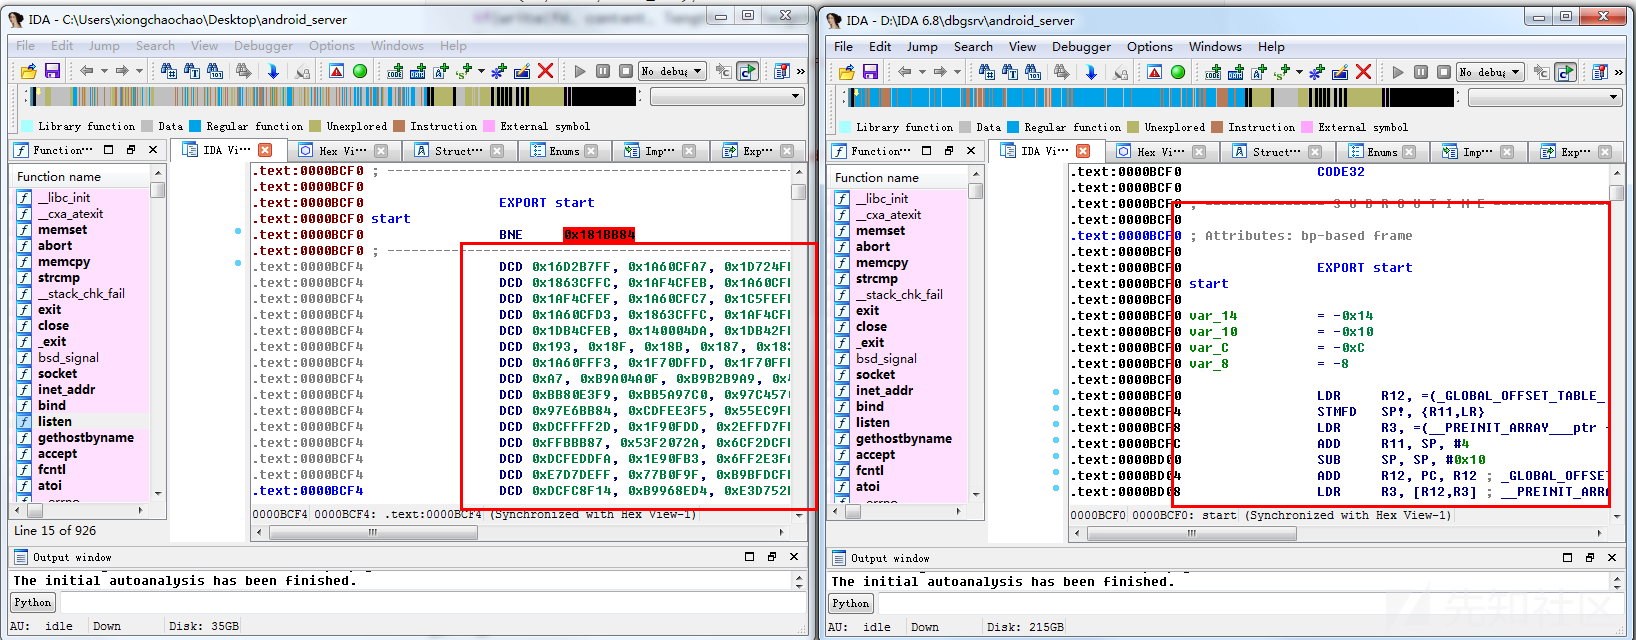 IDA - C:\Users\xiongchaochao\Desktop\android_server
File Edit Jump Search View Debugger Options Windows Help
No debug
Library function Data Regular function Unexplored Instruction External symbol
Function··· IDA Vi··· Hex Vi··· Struct··· Enums Imp··· Exp···
Function name
__libc_init
__cxa_atexit
memset
abort
memcpy
strcmp
__stack_chk_fail
exit
close
_exit
bsd_signal
socket
inet_addr
bind
listen
gethostbyname
accept
fcntl
atoi
Line 15 of 926
.text:0000BCF0 ; ---------------------------------------
.text:0000BCF0
.text:0000BCF0 EXPORT start
.text:0000BCF0 start
.text:0000BCF0 BNE 0x181BB84
.text:0000BCF0 ; ---------------------------------------
.text:0000BCF4 DCD 0x16D2B7FF, 0x1A60CFA7, 0x1D724F
.text:0000BCF4 DCD 0x1863CFFC, 0x1AF4CFEB, 0x1A60CF
.text:0000BCF4 DCD 0x1AF4CFEF, 0x1A60CFC7, 0x1C5FEF
.text:0000BCF4 DCD 0x1A60CFD3, 0x1863CFFC, 0x1AF4CF
.text:0000BCF4 DCD 0x1DB4CFEB, 0x140004DA, 0x1DB42F
.text:0000BCF4 DCD 0x193, 0x18F, 0x18B, 0x187, 0x18
.text:0000BCF4 DCD 0x1A60FFF3, 0x1F70DFFD, 0x1F70FF
.text:0000BCF4 DCD 0xA7, 0xB9A04A0F, 0xB9B2B9A9,
.text:0000BCF4 DCD 0xBB80E3F9, 0xBB5A97C0, 0x97C457
.text:0000BCF4 DCD 0x97E6BB84, 0xCDFEE3F5, 0x55EC9F
.text:0000BCF4 DCD 0xDCFFFF2D, 0x1F90FDD, 0x2EFFD7F
.text:0000BCF4 DCD 0xFFBBB87, 0x53F2072A, 0x6CF2DCF
.text:0000BCF4 DCD 0xDCFEDDFA, 0x1E90FB3, 0x6FF2E3F
.text:0000BCF4 DCD 0xE7D7DEFF, 0x77B0F9F, 0xB9BFDCF
.text:0000BCF4 DCD 0xDCFC8F14, 0xB9968ED4, 0xE3D752
0000BCF4 0000BCF4: .text:0000BCF4 (Synchronized with Hex View-1)
Output window
The initial autoanalysis has been finished.
Python
AU: idle Down Disk: 35GB
IDA - D:\IDA 6.8\dbgsrv\android_server
File Edit Jump Search View Debugger Options Windows Help
No debug
Library function Data Regular function Unexplored Instruction External symbol
Function··· IDA Vi··· Hex Vi··· Struct··· Enums Imp··· Exp···
Function name
__libc_init
__cxa_atexit
memset
abort
memcpy
strcmp
__stack_chk_fail
exit
close
_exit
bsd_signal
socket
inet_addr
bind
listen
gethostbyname
accept
fcntl
atoi
.text:0000BCF0 CODE32
.text:0000BCF0
.text:0000BCF0 ; --------------- S U B R O U T I N E ---------------
.text:0000BCF0
.text:0000BCF0 ; Attributes: bp-based frame
.text:0000BCF0
.text:0000BCF0 EXPORT start
.text:0000BCF0 start
.text:0000BCF0
.text:0000BCF0 var_14 = -0x14
.text:0000BCF0 var_10 = -0x10
.text:0000BCF0 var_C = -0xC
.text:0000BCF0 var_8 = -8
.text:0000BCF0
.text:0000BCF0 LDR R12, =(_GLOBAL_OFFSET_TABLE_
.text:0000BCF4 STMFD SP!, {R11,LR}
.text:0000BCF8 LDR R3, =(__PREINIT_ARRAY___ptr -
.text:0000BCFC ADD R11, SP, #4
.text:0000BD00 SUB SP, SP, #0x10
.text:0000BD04 ADD R12, PC, R12 ; _GLOBAL_OFFSET
.text:0000BD08 LDR R3, [R12,R3] ; __PREINIT_ARRA
0000BCF0 0000BCF0: start (Synchronized with Hex View-1)
Output window
The initial autoanalysis has been finished.
Python
AU: idle Down Disk: 215GB
先知社区